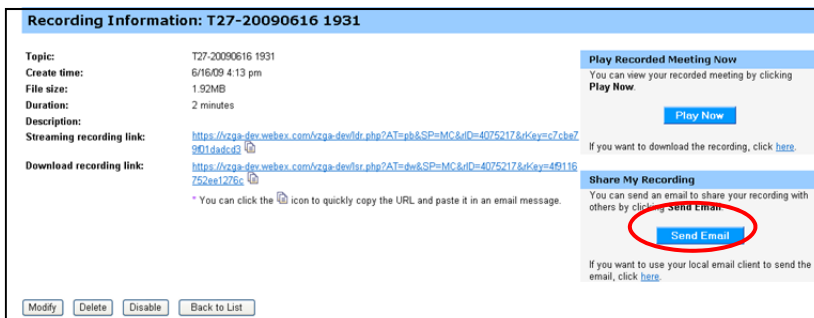 Recording Information: T27-20090616 1931
Topic: T27-20090616 1931
Create time: 6/16/09 4:13 pm
File size: 1.92MB
Duration: 2 minutes
Description:
Streaming recording link: https://vzga-dev.webex.com/vzga-dev/ldr.php?AT=pb&SP=MC&rID=4075217&rKey=c7cbe7
9f01dadcd3
Download recording link: https://vzga-dev.webex.com/vzga-dev/lsr.php?AT=dw&SP=MC&rID=4075217&rKey=4f9116
752ee1276c
* You can click the icon to quickly copy the URL and paste it in an email message.
Play Recorded Meeting Now
You can view your recorded meeting by clicking
Play Now.
Play Now
If you want to download the recording, click here.
Share My Recording
You can send an email to share your recording with
others by clicking Send Email.
Send Email
If you want to use your local email client to send the
email, click here.
Modify Delete Disable Back to List